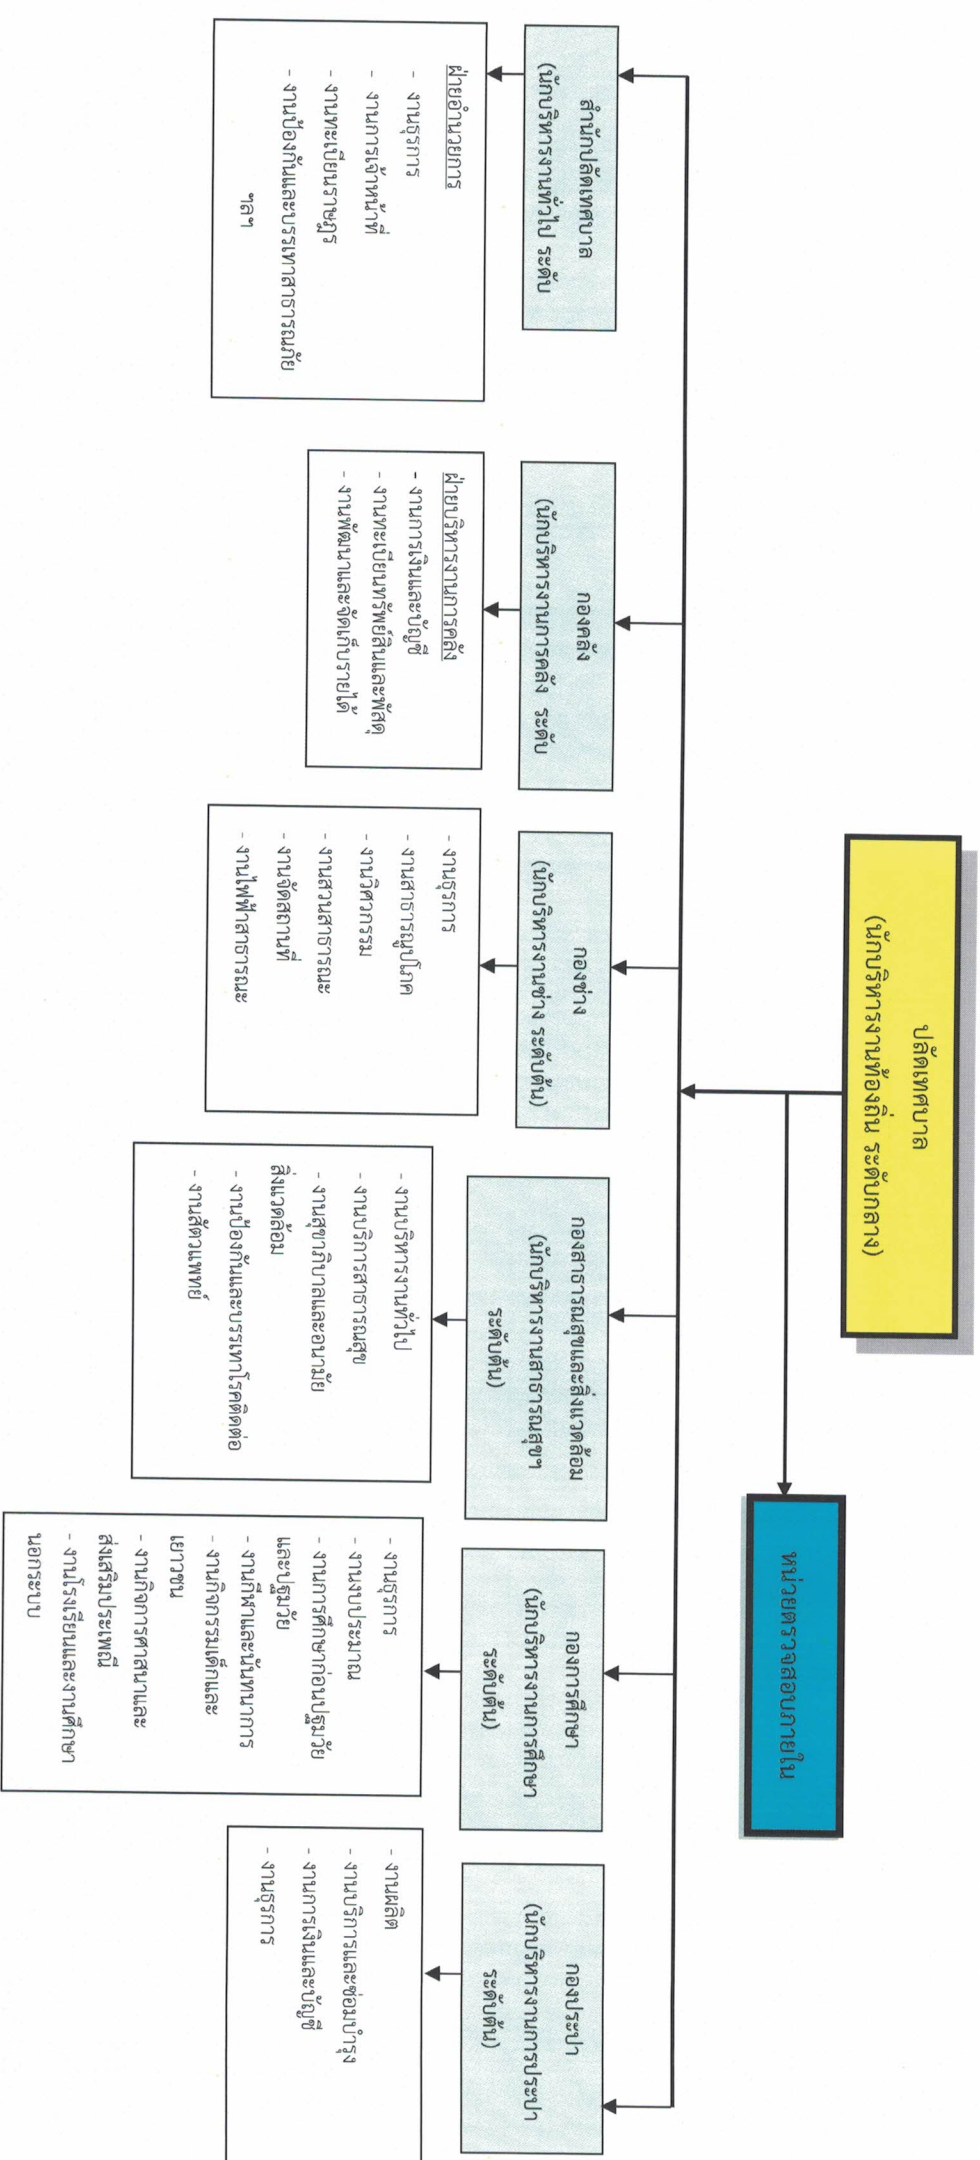 ปลัดเทศบาล
(นักบริหารงานท้องถิ่น ระดับกลาง)
หน่วยตรวจสอบภายใน
สำนักปลัดเทศบาล
(นักบริหารงานทั่วไป ระดับ
ฝ่ายอำนวยการ
- งานธุรการ
- งานการเจ้าหน้าที่
- งานทะเบียนราษฎร
- งานป้องกันและบรรเทาสาธารณภัย
ฯลฯ
กองคลัง
(นักบริหารงานการคลัง ระดับ
ฝ่ายบริหารงานการคลัง
- งานการเงินและบัญชี
- งานทะเบียนทรัพย์สินและพัสดุ
- งานพัฒนาและจัดเก็บรายได้
กองช่าง
(นักบริหารงานช่าง ระดับต้น)
- งานธุรการ
- งานสาธารณูปโภค
- งานวิศวกรรม
- งานสวนสาธารณะ
- งานจัดสถานที่
- งานไฟฟ้าสาธารณะ
กองสาธารณสุขและสิ่งแวดล้อม
(นักบริหารงานสาธารณสุขฯ
ระดับต้น)
- งานบริหารงานทั่วไป
- งานบริการสาธารณสุข
- งานสุขาภิบาลและอนามัย
สิ่งแวดล้อม
- งานป้องกันและบรรเทาโรคติดต่อ
- งานสัตวแพทย์
กองการศึกษา
(นักบริหารงานการศึกษา
ระดับต้น)
- งานธุรการ
- งานงบประมาณ
- งานการศึกษาก่อนปฐมวัย
และปฐมวัย
- งานกีฬาและนันทนาการ
- งานกิจกรรมเด็กและ
เยาวชน
- งานกิจการศาสนาและ
ส่งเสริมประเพณี
- งานโรงเรียนและงานศึกษา
นอกระบบ
กองประปา
(นักบริหารงานการประปา
ระดับต้น)
- งานผลิต
- งานบริการและซ่อมบำรุง
- งานการเงินและบัญชี
- งานธุรการ